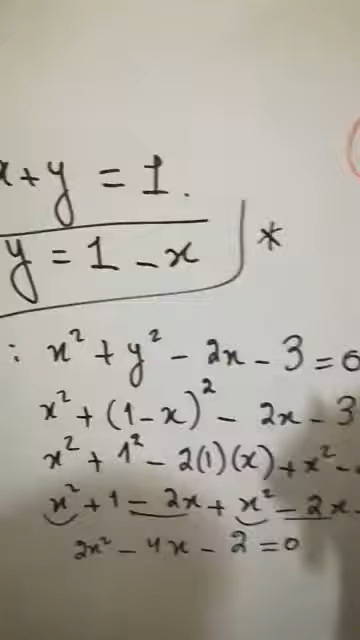 x+y = 1.
y = 1 - x *
: x² + y² - 2x - 3 = 0
x² + (1-x)² - 2x - 3
x² + 1² - 2(1)(x) + x² -
x² + 1 - 2x + x² - 2x -
2x² - 4x - 2 = 0